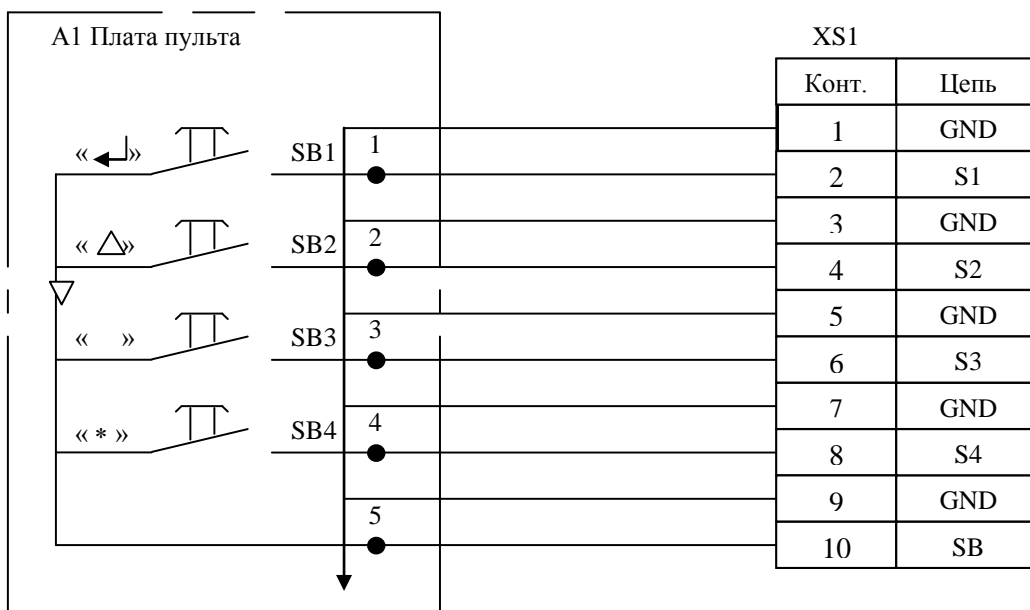 A1 Плата пульта
XS1
Конт. Цепь
1 GND
2 S1
3 GND
4 S2
5 GND
6 S3
7 GND
8 S4
9 GND
10 SB
«↵» SB1 1
«△» SB2 2
▽
« » SB3 3
«*» SB4 4
5